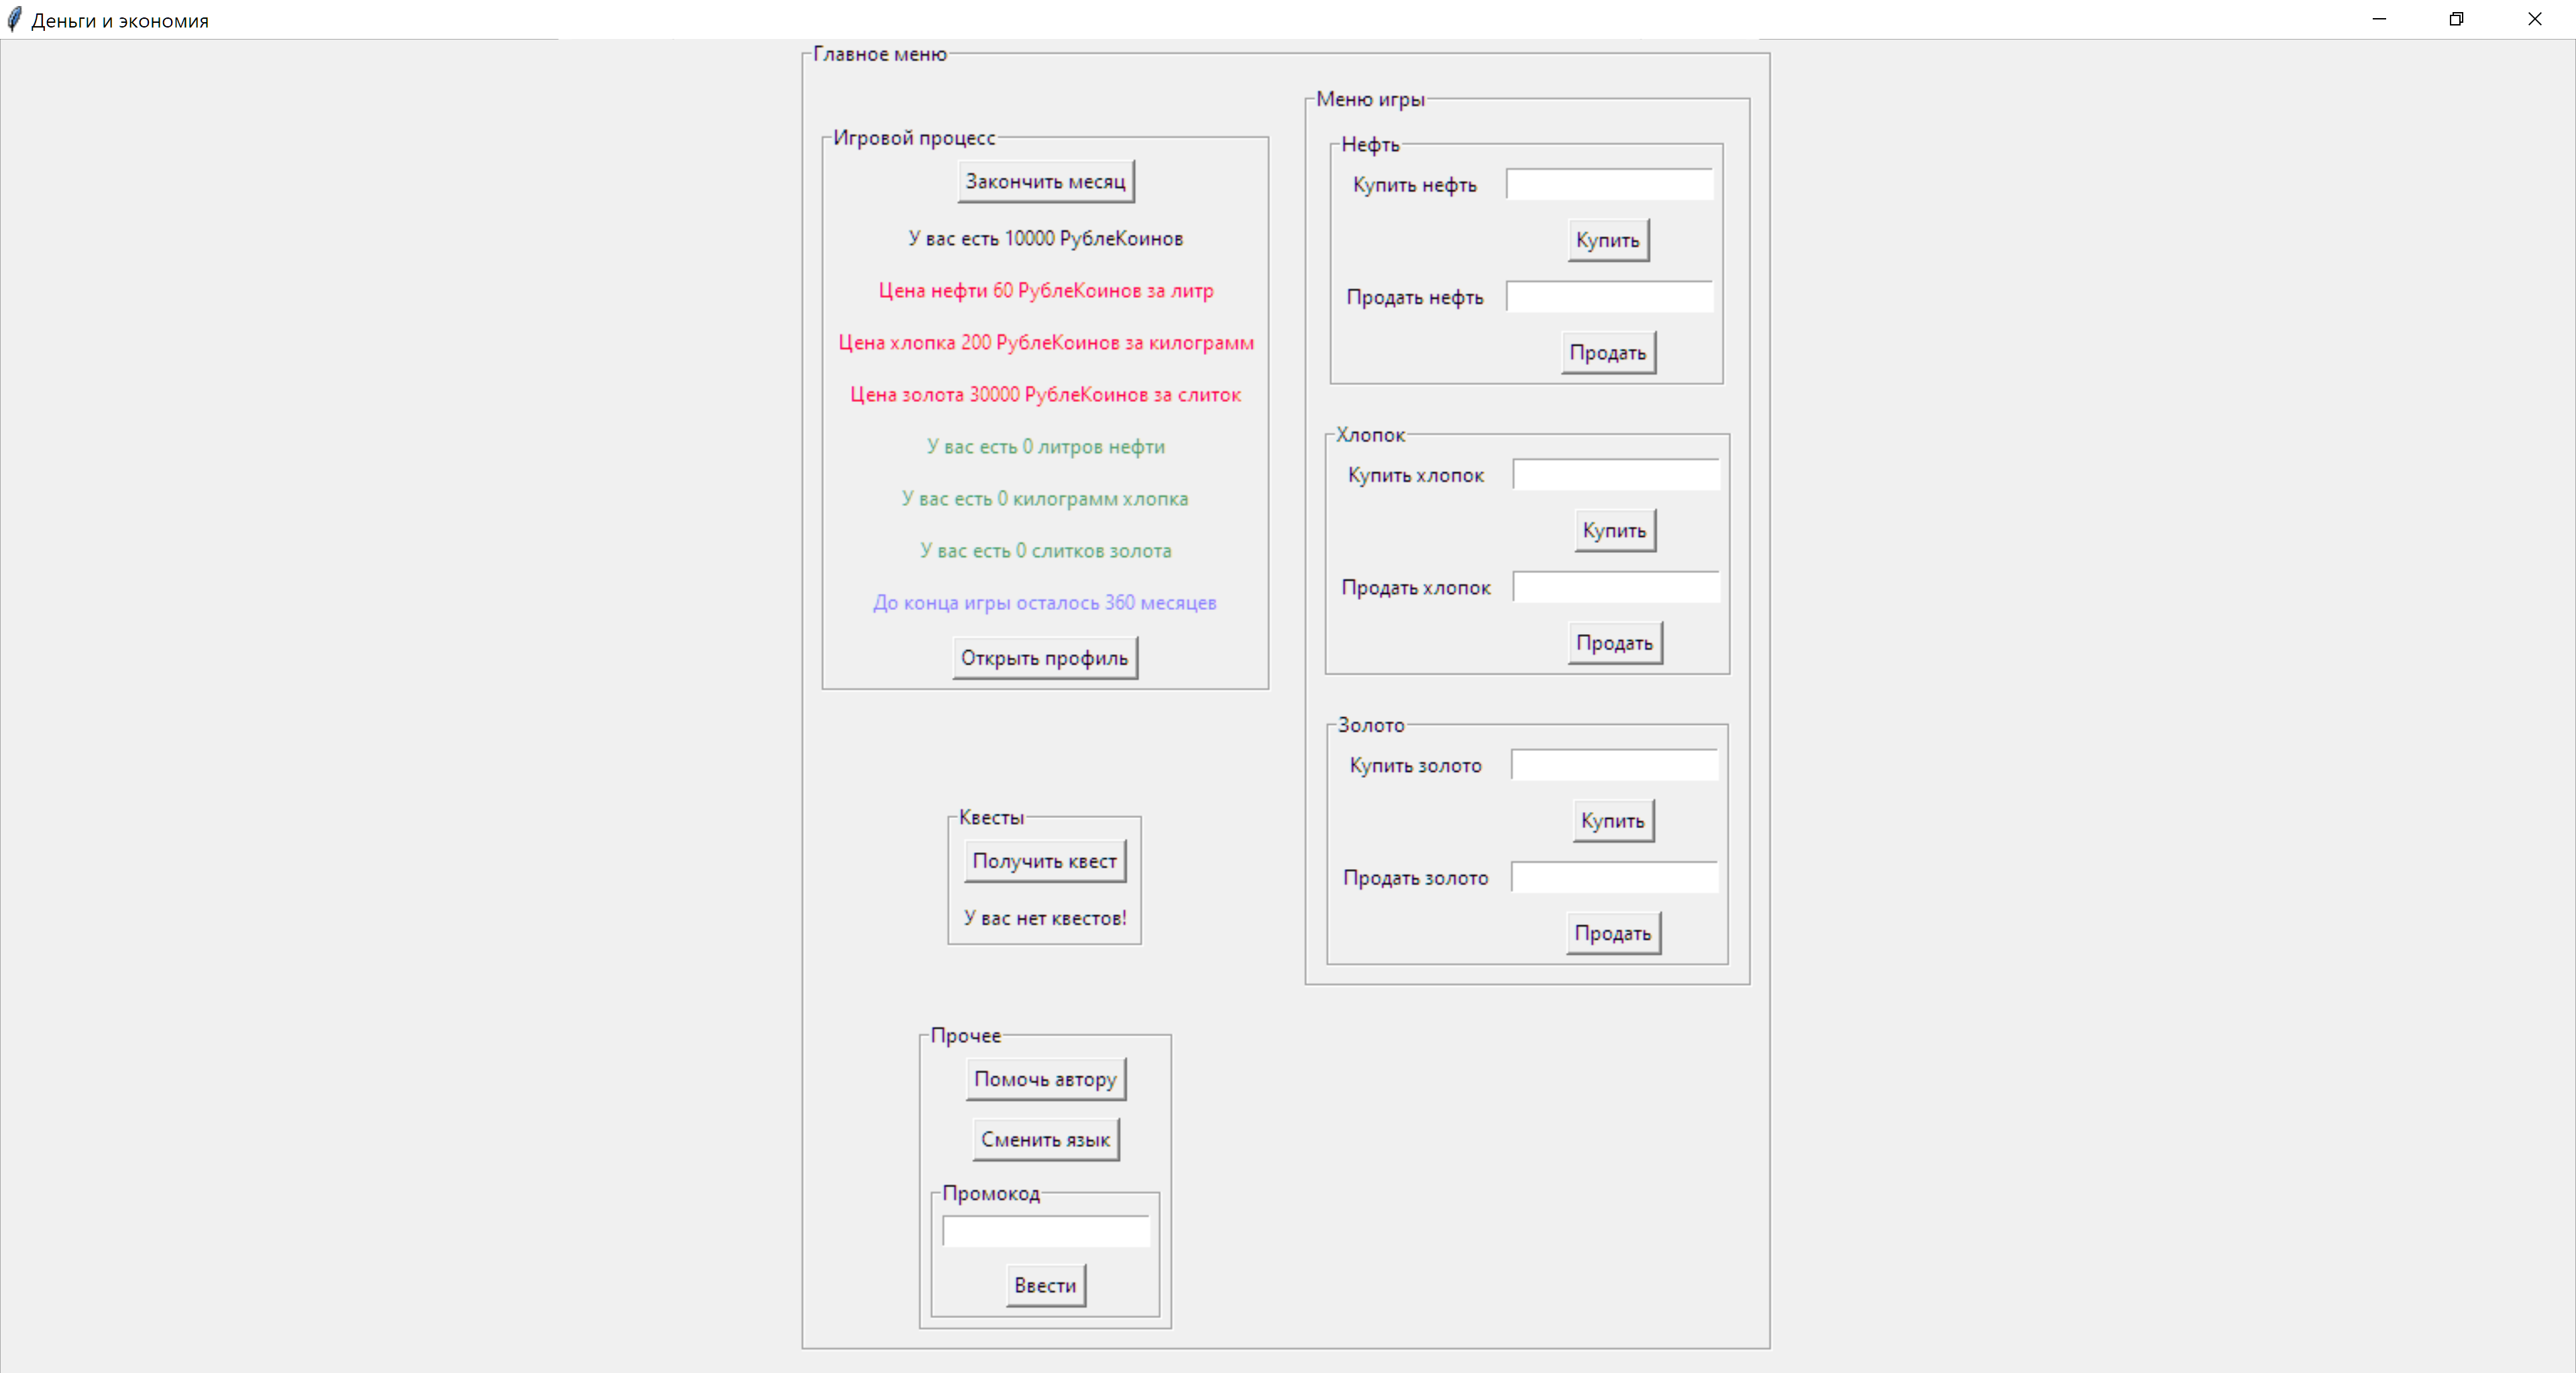 Деньги и экономия
Главное меню
Игровой процесс
Закончить месяц
У вас есть 10000 РублеКоинов
Цена нефти 60 РублеКоинов за литр
Цена хлопка 200 РублеКоинов за килограмм
Цена золота 30000 РублеКоинов за слиток
У вас есть 0 литров нефти
У вас есть 0 килограмм хлопка
У вас есть 0 слитков золота
До конца игры осталось 360 месяцев
Открыть профиль
Квесты
Получить квест
У вас нет квестов!
Прочее
Помочь автору
Сменить язык
Промокод
Ввести
Меню игры
Нефть
Купить нефть
Купить
Продать нефть
Продать
Хлопок
Купить хлопок
Купить
Продать хлопок
Продать
Золото
Купить золото
Купить
Продать золото
Продать